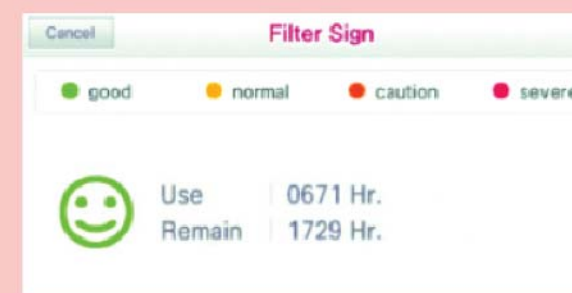 Cancel Filter Sign
good normal caution severe
Use 0671 Hr.
Remain 1729 Hr.